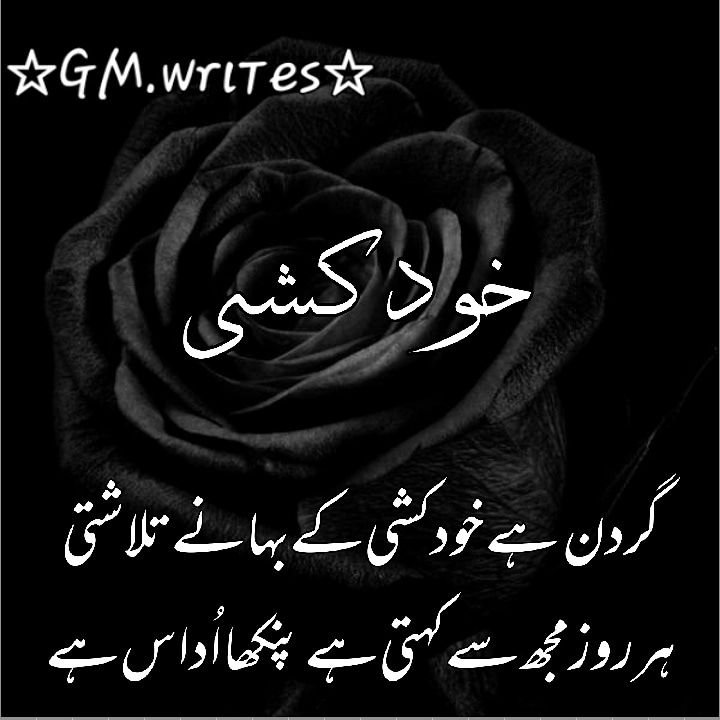 ☆GM.writes☆
خودکشی
گردن ہے خودکشی کے بہانے تلاشتی
ہر روز مجھ سے کہتی ہے پنکھا اُداس ہے